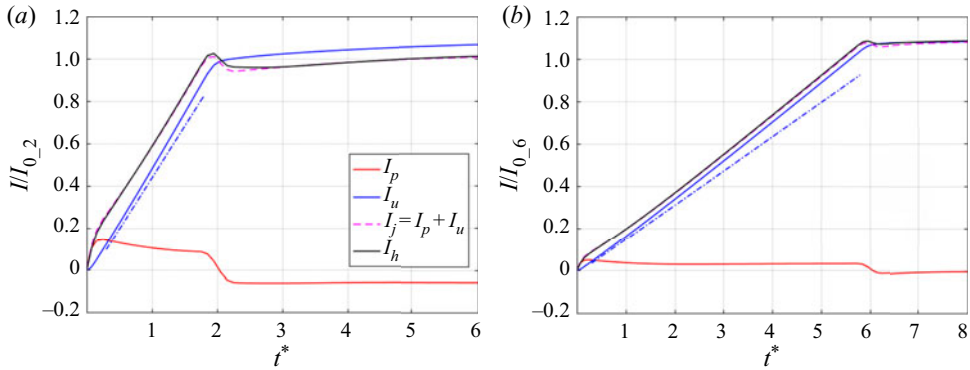 (a)
1.2
1.0
0.8
0.6
0.4
0.2
0
–0.2
I/I0_2
1 2 3 4 5 6
t*
Ip
Iu
Ij = Ip + Iu
Ih
(b)
1.2
1.0
0.8
0.6
0.4
0.2
0
–0.2
I/I0_6
1 2 3 4 5 6 7 8
t*